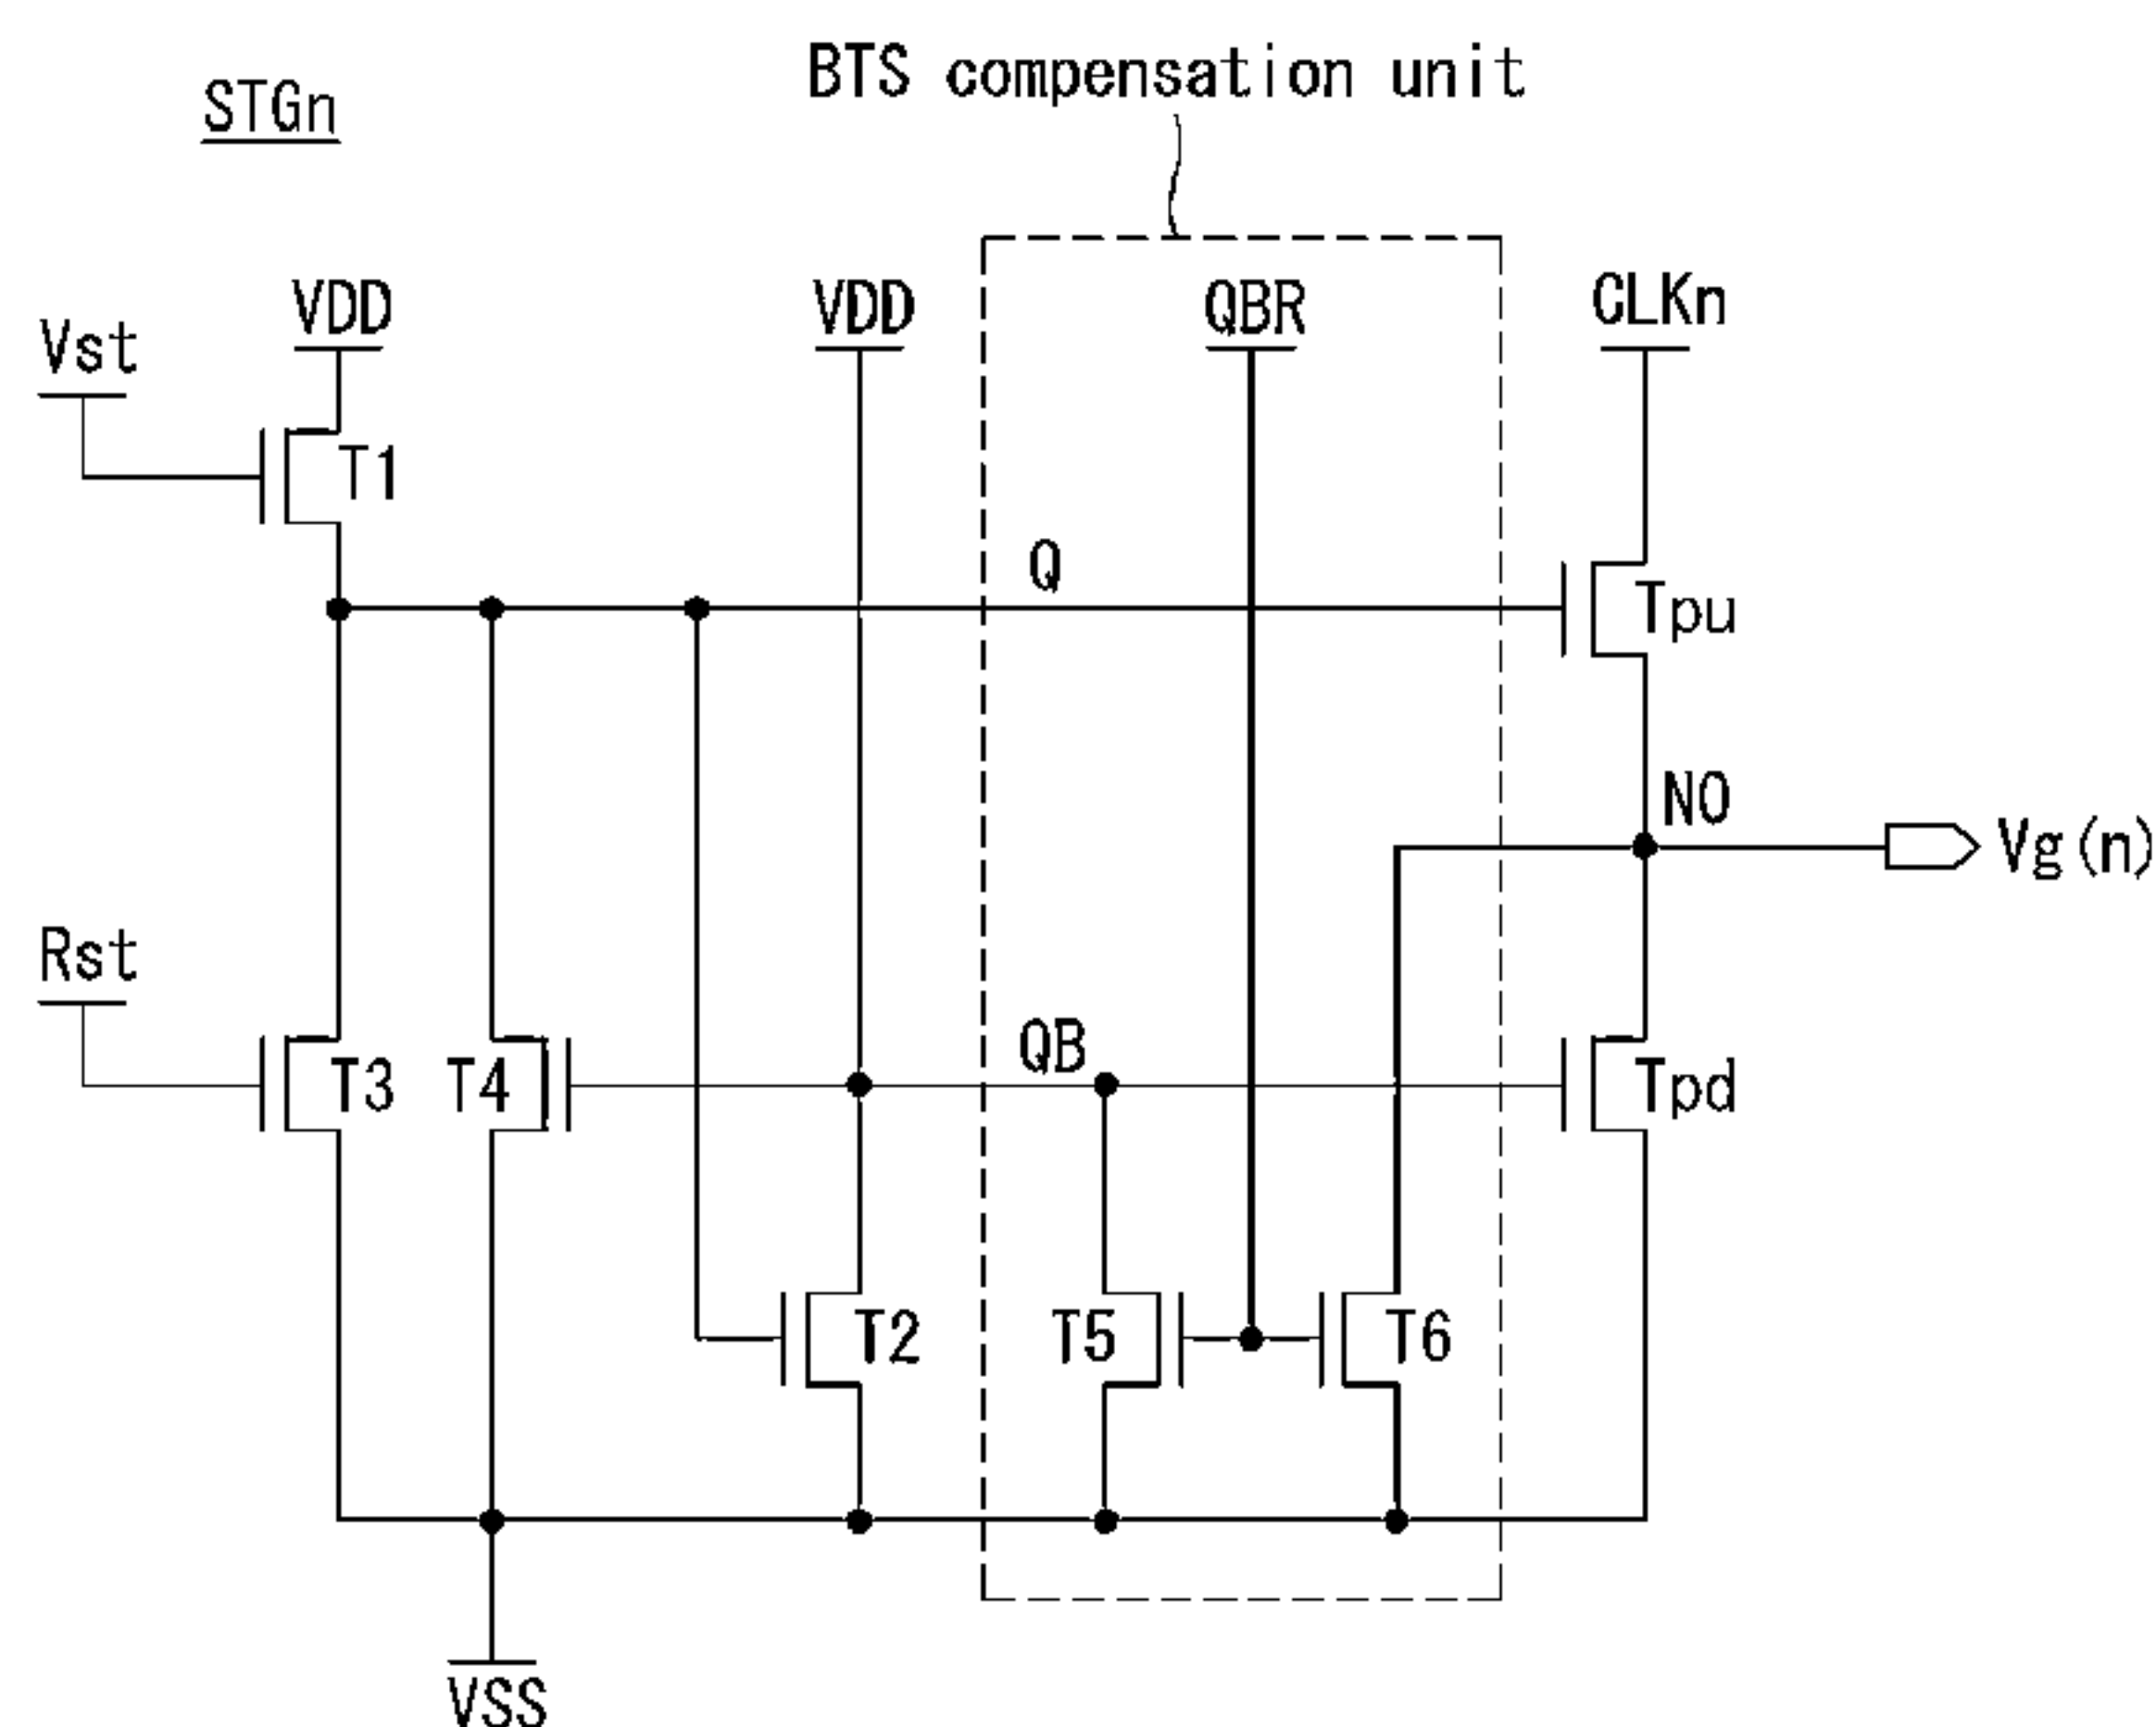 BTS compensation unit
STGn
VDD
VDD
QBR
CLKn
Vst
T1
Q
Tpu
NO
Vg(n)
Rst
QB
T3
T4
Tpd
T2
T5
T6
VSS